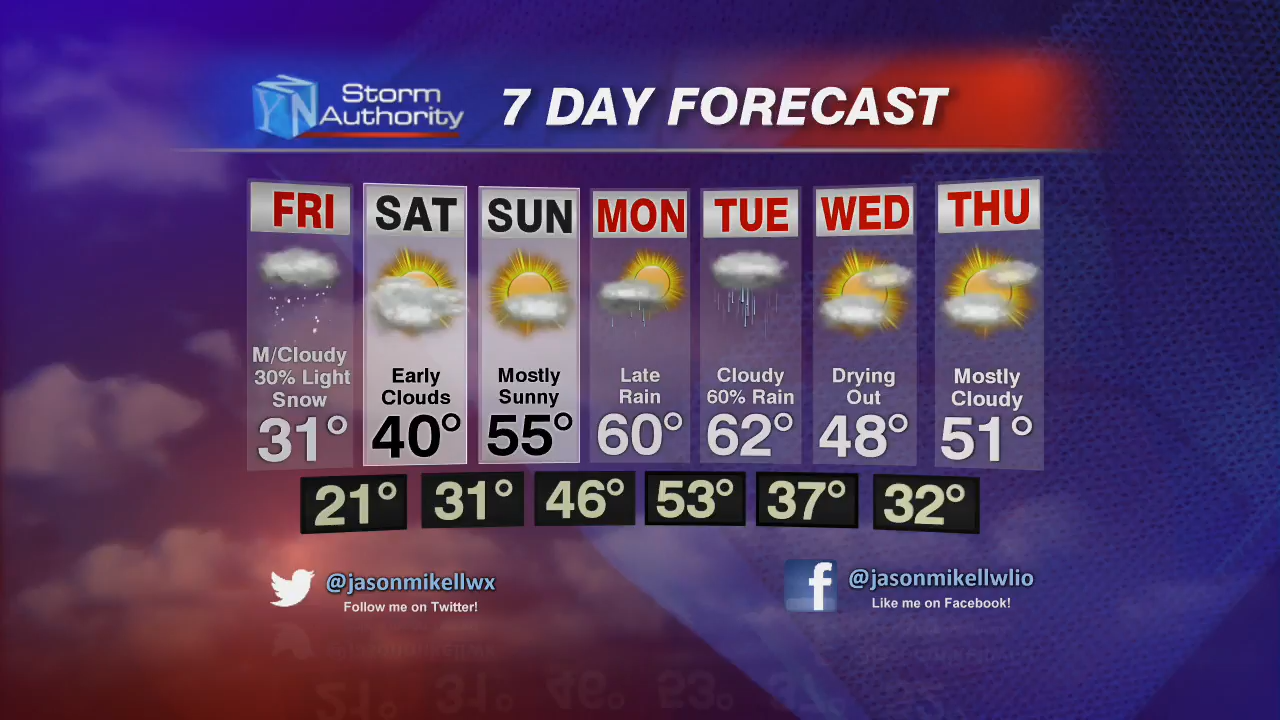 YN
Storm
Authority
7 DAY FORECAST
FRI
SAT
SUN
MON
TUE
WED
THU
M/Cloudy
30% Light
Snow
Early
Clouds
Mostly
Sunny
Late
Rain
Cloudy
60% Rain
Drying
Out
Mostly
Cloudy
31°
40°
55°
60°
62°
48°
51°
21°
31°
46°
53°
37°
32°
@jasonmikellwx
Follow me on Twitter!
f
@jasonmikellwlio
Like me on Facebook!